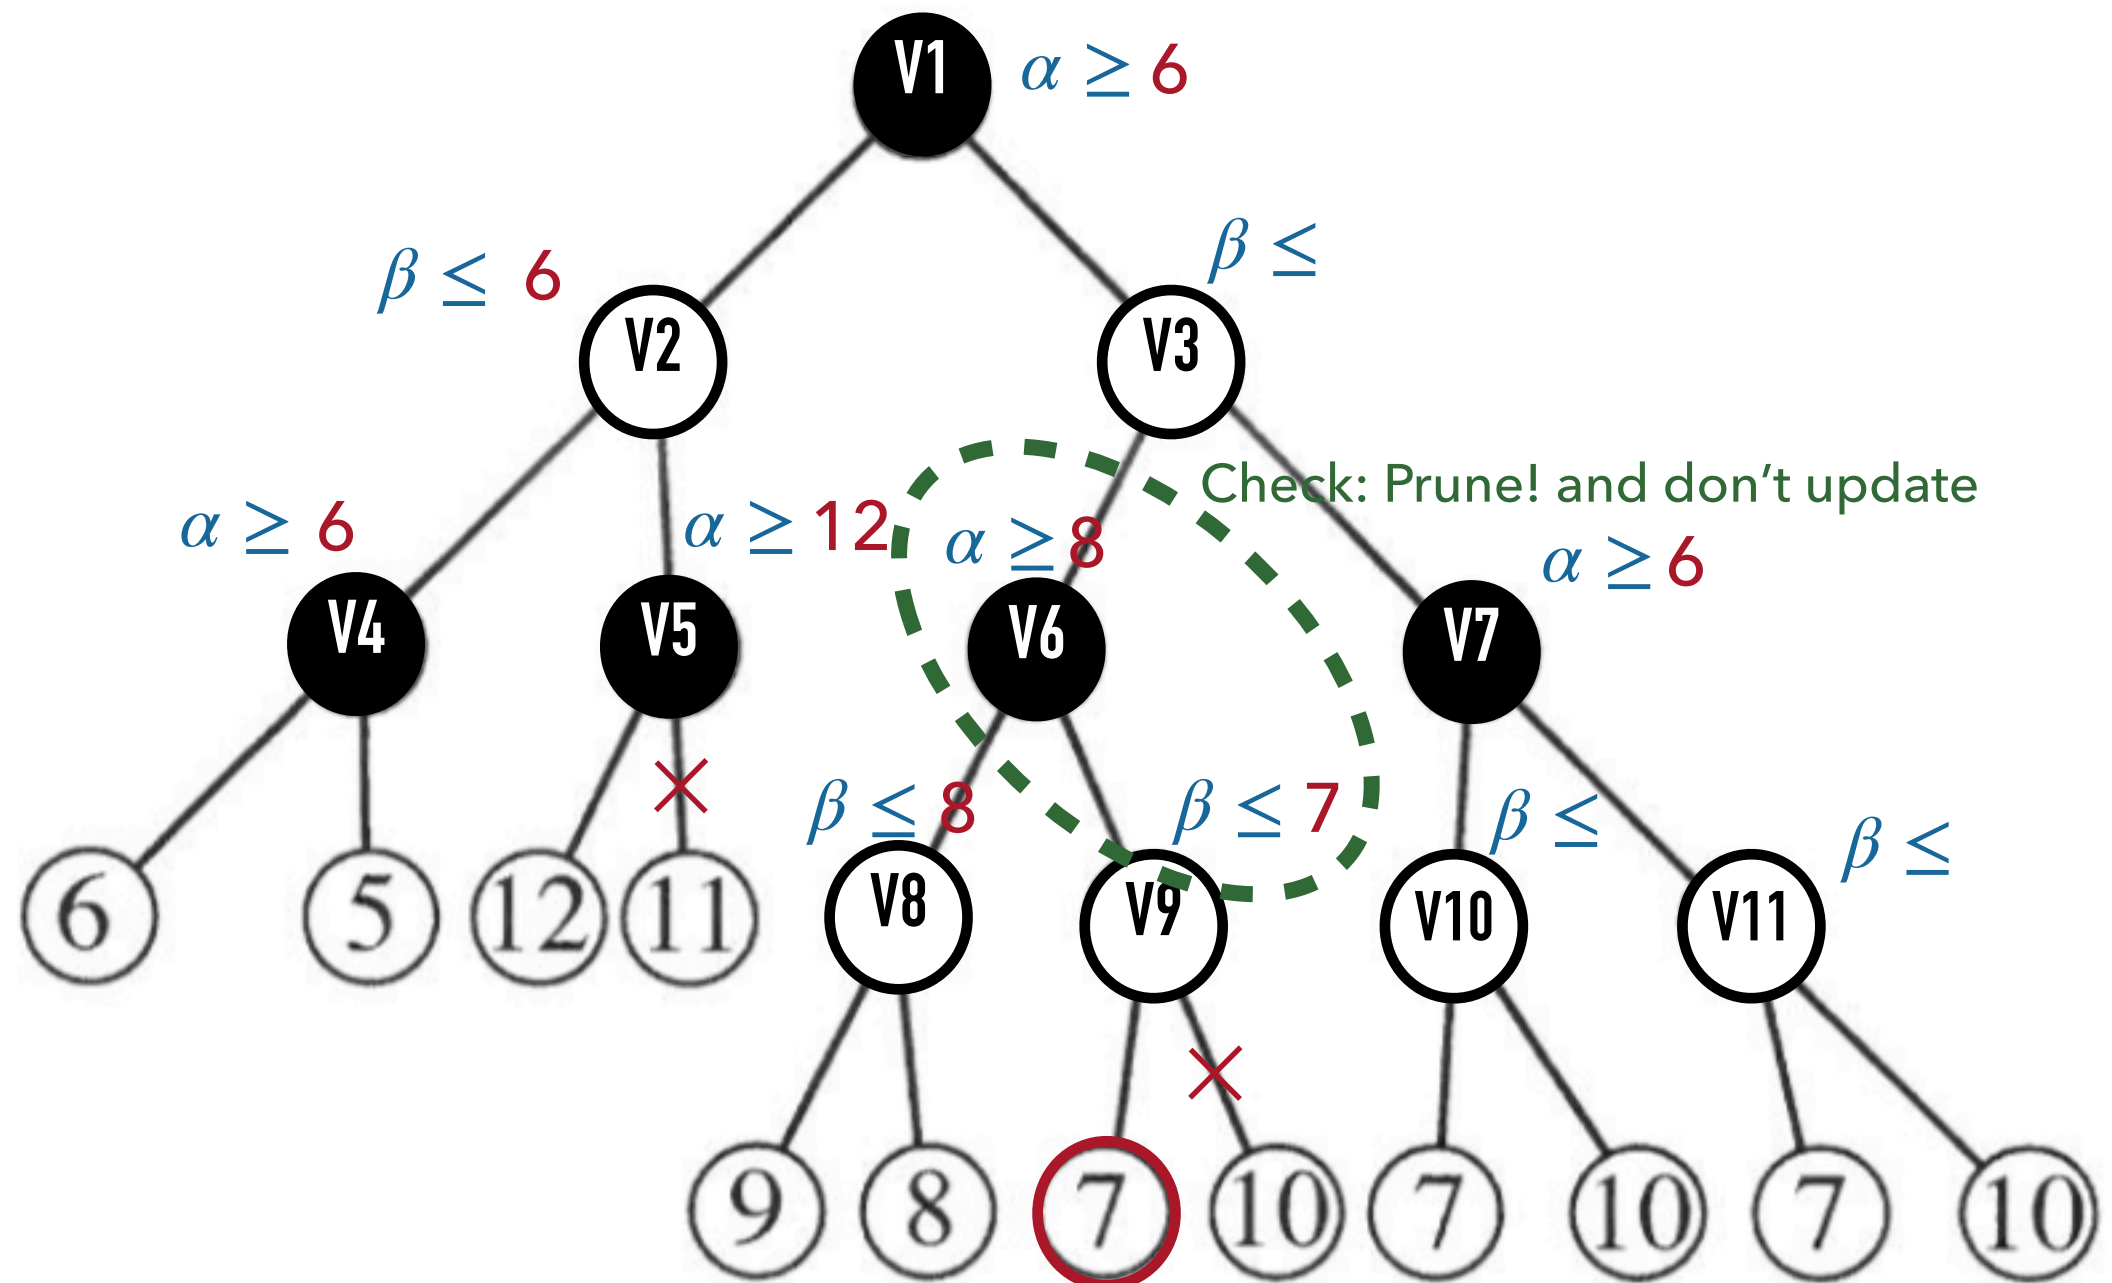 V1
α ≥ 6
β ≤ 6
β ≤
V2
V3
Check: Prune! and don't update
α ≥ 6
α ≥ 12
α ≥ 8
α ≥ 6
V4
V5
V6
V7
β ≤ 8
β ≤ 7
β ≤
β ≤
6
5
12
11
V8
V9
V10
V11
9
8
7
10
7
10
7
10